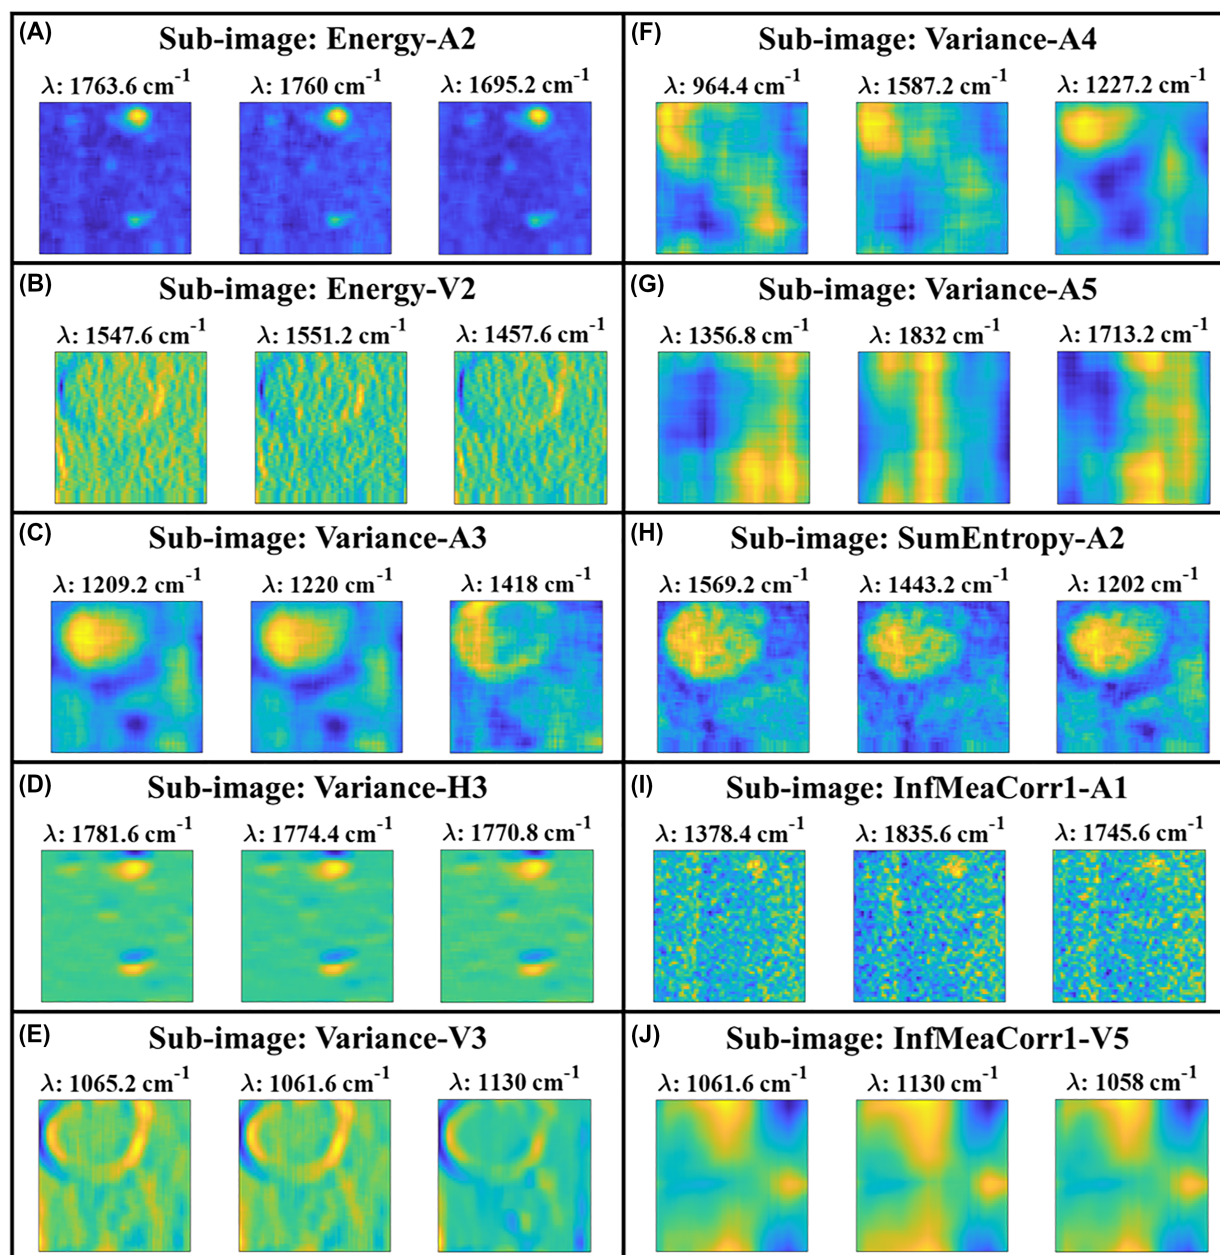 (A)
Sub-image: Energy-A2
λ: 1763.6 cm⁻¹ λ: 1760 cm⁻¹ λ: 1695.2 cm⁻¹
(B)
Sub-image: Energy-V2
λ: 1547.6 cm⁻¹ λ: 1551.2 cm⁻¹ λ: 1457.6 cm⁻¹
(C)
Sub-image: Variance-A3
λ: 1209.2 cm⁻¹ λ: 1220 cm⁻¹ λ: 1418 cm⁻¹
(D)
Sub-image: Variance-H3
λ: 1781.6 cm⁻¹ λ: 1774.4 cm⁻¹ λ: 1770.8 cm⁻¹
(E)
Sub-image: Variance-V3
λ: 1065.2 cm⁻¹ λ: 1061.6 cm⁻¹ λ: 1130 cm⁻¹
(F)
Sub-image: Variance-A4
λ: 964.4 cm⁻¹ λ: 1587.2 cm⁻¹ λ: 1227.2 cm⁻¹
(G)
Sub-image: Variance-A5
λ: 1356.8 cm⁻¹ λ: 1832 cm⁻¹ λ: 1713.2 cm⁻¹
(H)
Sub-image: SumEntropy-A2
λ: 1569.2 cm⁻¹ λ: 1443.2 cm⁻¹ λ: 1202 cm⁻¹
(I)
Sub-image: InfMeaCorr1-A1
λ: 1378.4 cm⁻¹ λ: 1835.6 cm⁻¹ λ: 1745.6 cm⁻¹
(J)
Sub-image: InfMeaCorr1-V5
λ: 1061.6 cm⁻¹ λ: 1130 cm⁻¹ λ: 1058 cm⁻¹